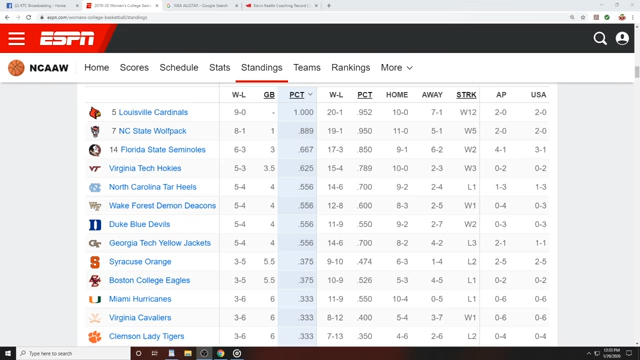 (2) KTC Broadcasting - Face
2019-20 Women's College Baske
NBA ALLSTAR - Google Search
Kevin Keatts Coaching Record |
espn.com/womens-college-basketball/standings
ESPN
NCAAW Home Scores Schedule Stats Standings Teams Rankings More
W-L GB PCT W-L PCT HOME AWAY STRK AP USA
5 Louisville Cardinals 9-0 - 1.000 20-1 .952 10-0 7-1 W12 2-0 2-0
7 NC State Wolfpack 8-1 1 .889 19-1 .950 11-0 5-1 W5 2-0 2-0
14 Florida State Seminoles 6-3 3 .667 17-3 .850 9-1 6-2 W2 4-1 3-1
Virginia Tech Hokies 5-3 3.5 .625 15-4 .789 10-0 2-3 W3 0-2 0-2
North Carolina Tar Heels 5-4 4 .556 14-6 .700 9-2 2-4 L1 1-3 1-3
Wake Forest Demon Deacons 5-4 4 .556 12-8 .600 8-3 2-5 W1 0-4 0-3
Duke Blue Devils 5-4 4 .556 11-9 .550 9-2 2-7 W2 0-3 0-3
Georgia Tech Yellow Jackets 5-4 4 .556 14-6 .700 8-2 4-2 L3 2-1 1-1
Syracuse Orange 3-5 5.5 .375 9-10 .474 6-3 1-4 L2 2-5 2-5
Boston College Eagles 3-5 5.5 .375 10-9 .526 5-3 4-5 L1 0-2 0-2
Miami Hurricanes 3-6 6 .333 11-9 .550 10-4 0-5 L1 0-6 0-6
Virginia Cavaliers 3-6 6 .333 8-12 .400 5-4 3-7 W1 0-6 0-6
Clemson Lady Tigers 3-6 6 .333 7-13 .350 4-6 2-6 L2 0-4 0-4
Type here to search
12:03 PM
1/29/2020